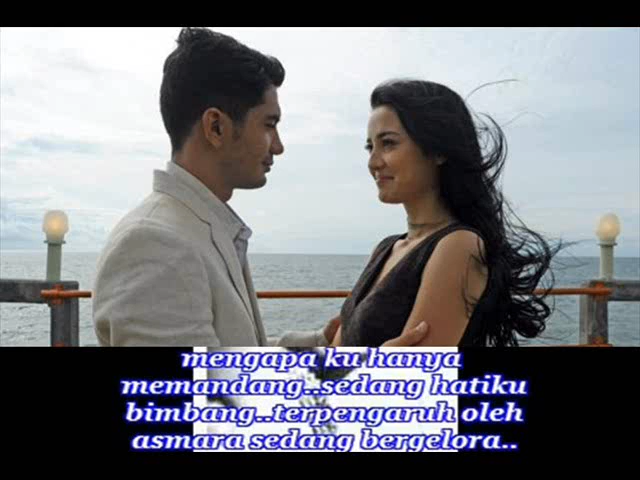 mengapa ku hanya
memandang..sedang hatiku
bimbang..terpengaruh oleh
asmara sedang bergelora..